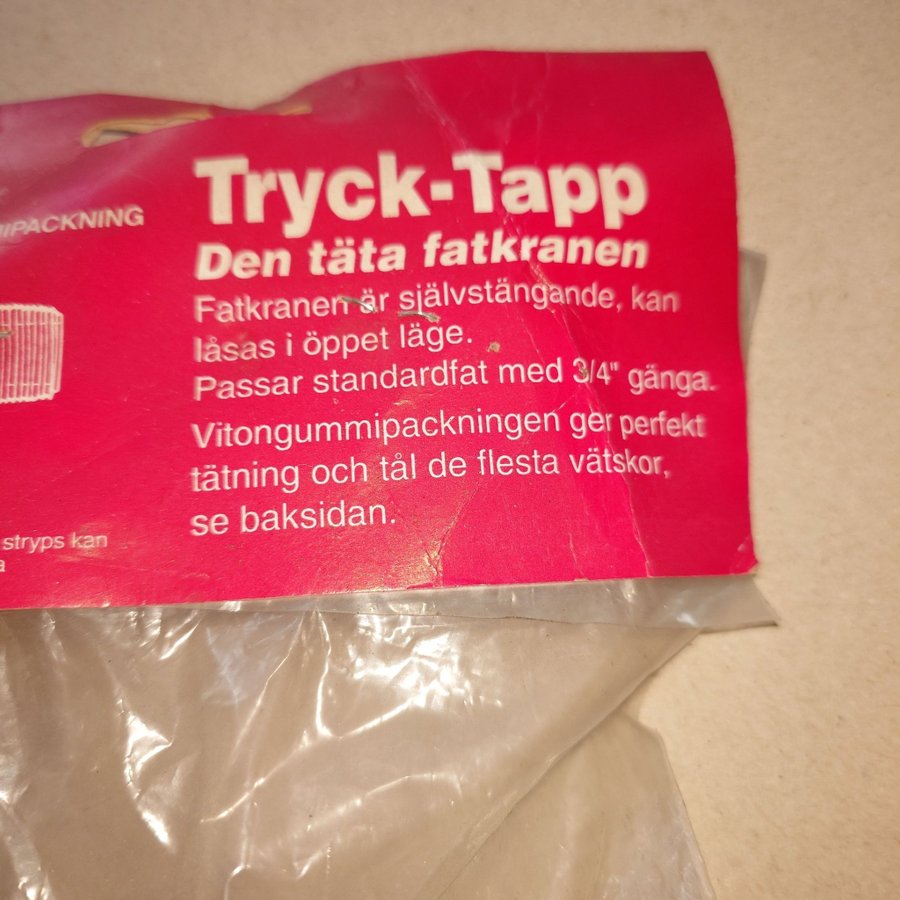 Tryck-Tapp
Den täta fatkranen
Fatkranen är självstängande, kan
låsas i öppet läge.
Passar standardfat med 3/4" gänga.
Vitongummipackningen ger perfekt
tätning och tål de flesta vätskor,
se baksidan.
IPACKNING
stryps kan
a